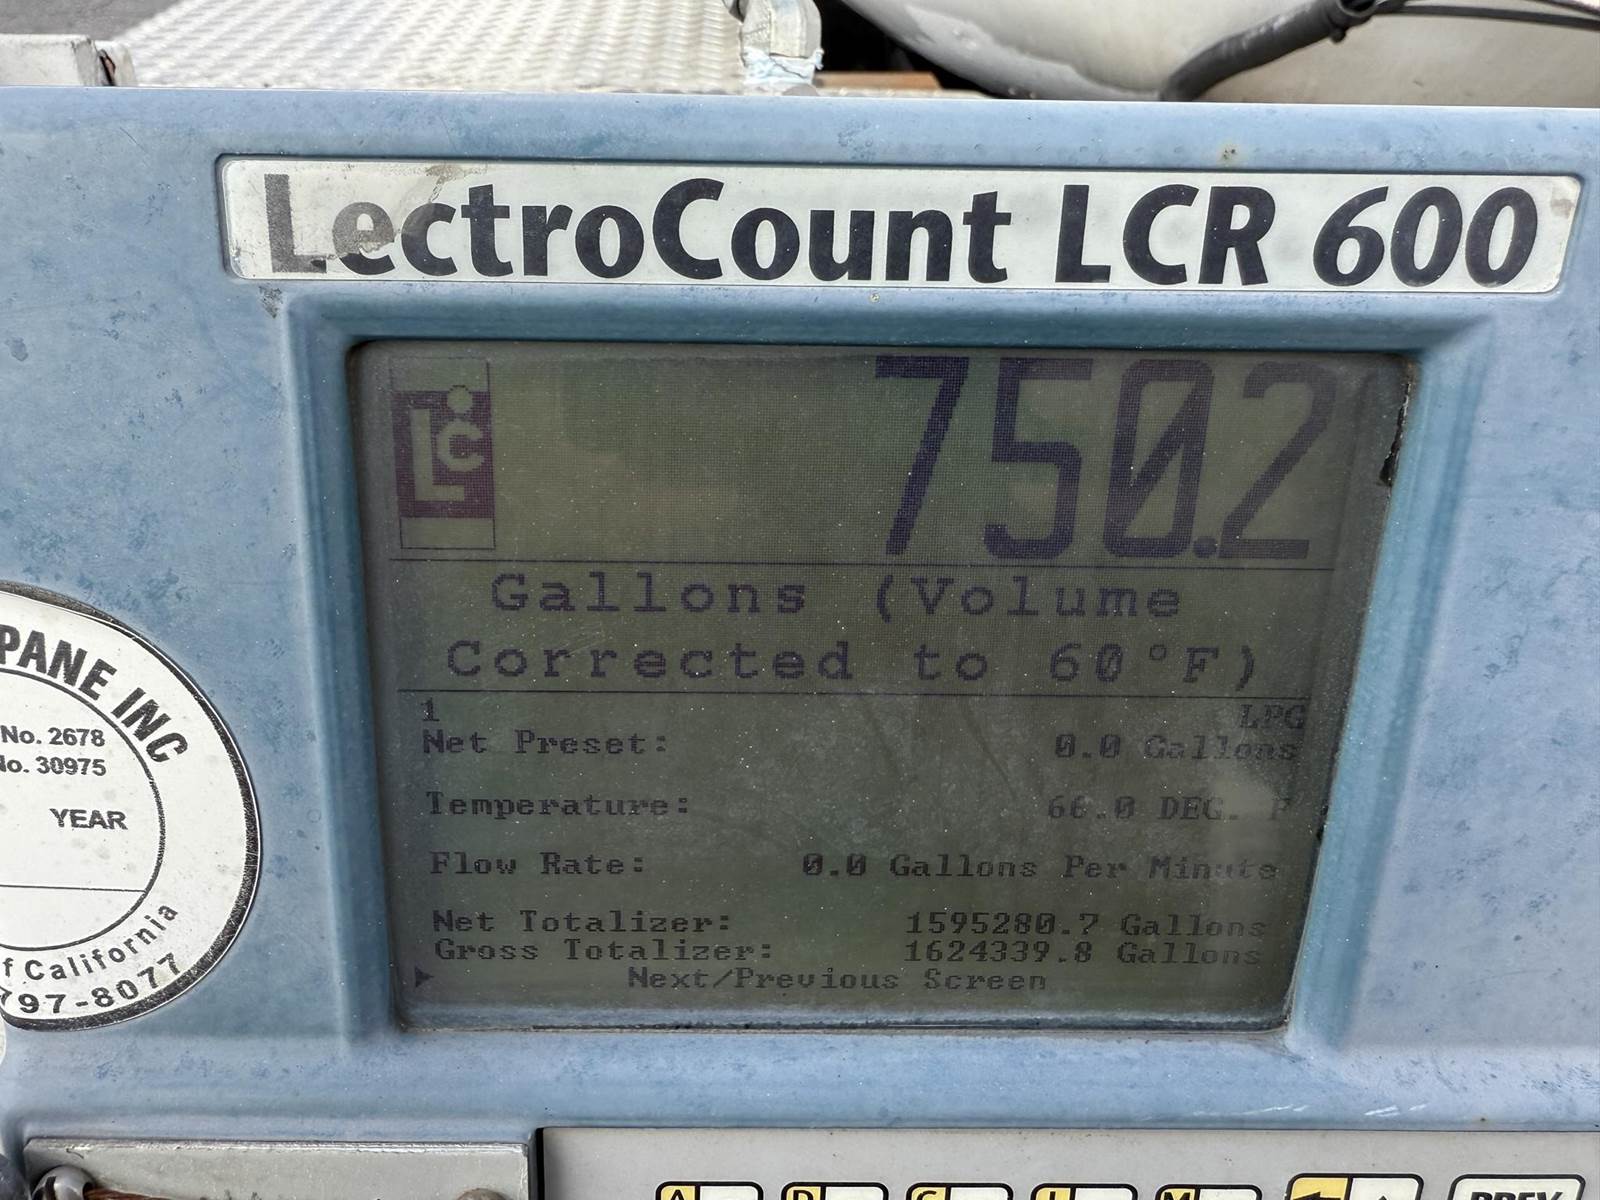 LectroCount LCR 600
LC
750.2
Gallons (Volume
Corrected to 60°F)
1 LPG
Net Preset: 0.0 Gallons
Temperature: 66.0 DEG. F
Flow Rate: 0.0 Gallons Per Minute
Net Totalizer: 1595280.7 Gallons
Gross Totalizer: 1624339.8 Gallons
Next/Previous Screen
PANE INC
No. 2678
No. 30975
YEAR
f California
797-8077
A D G J M PREV